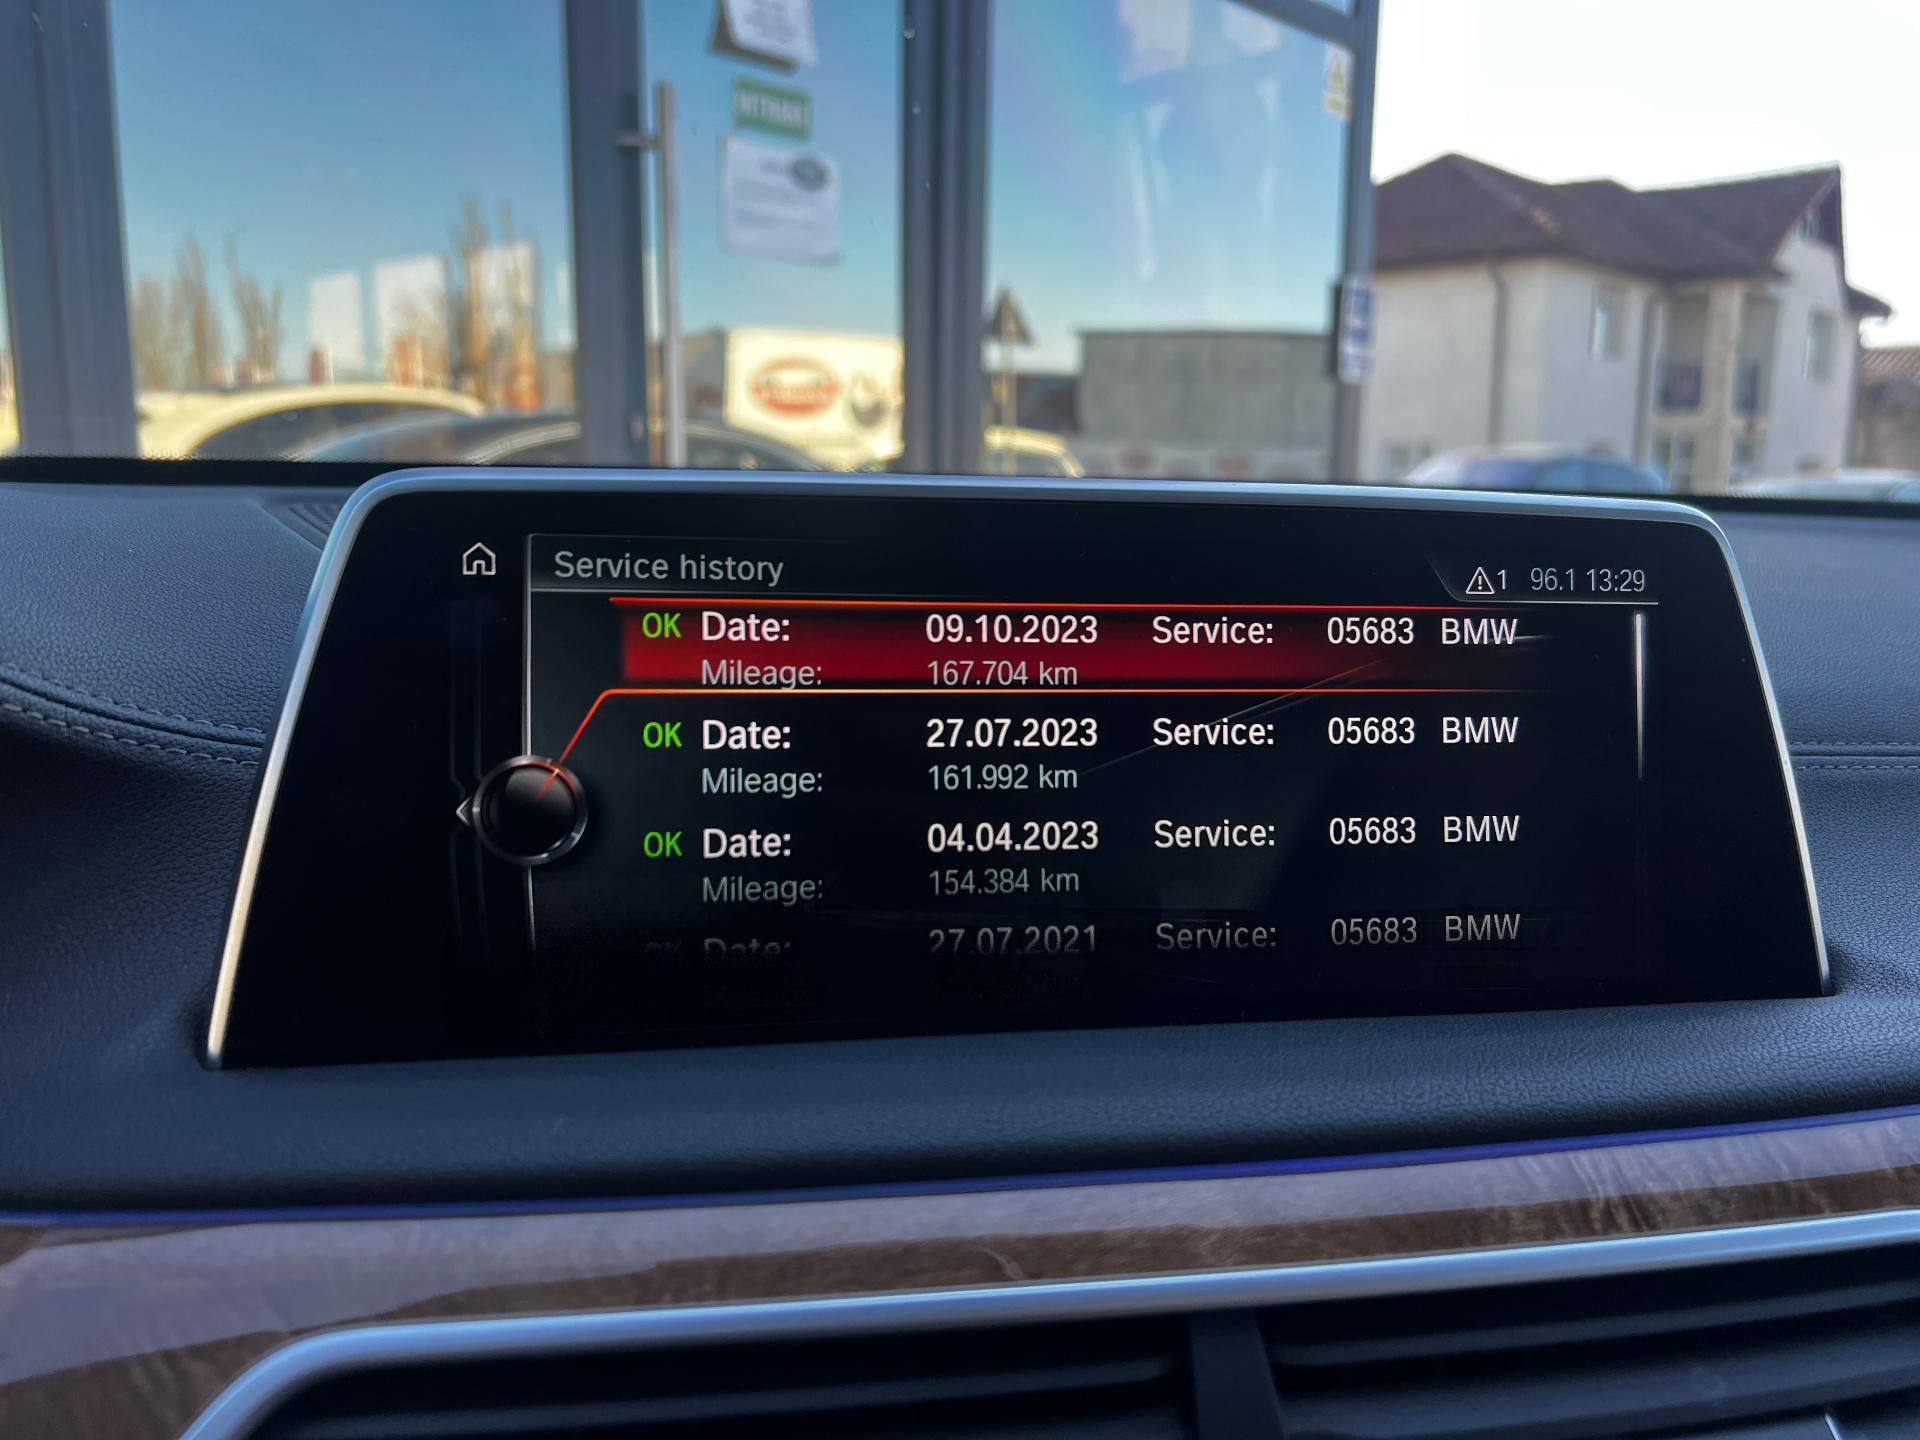 Service history
1 96.1 13:29
OK Date: 09.10.2023 Service: 05683 BMW
Mileage: 167.704 km
OK Date: 27.07.2023 Service: 05683 BMW
Mileage: 161.992 km
OK Date: 04.04.2023 Service: 05683 BMW
Mileage: 154.384 km
OK Date: 27.07.2021 Service: 05683 BMW